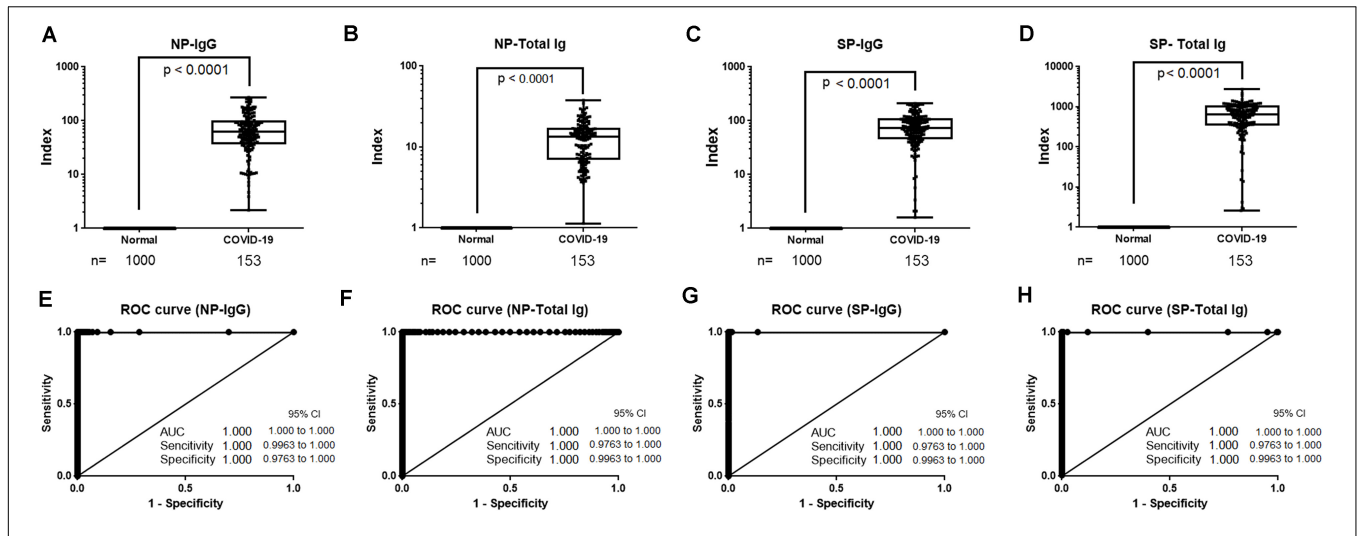 A
NP-IgG
p < 0.0001
1000
100
10
1
Index
Normal
COVID-19
n= 1000 153
B
NP-Total Ig
p < 0.0001
100
10
1
Index
Normal
COVID-19
n= 1000 153
C
SP-IgG
p < 0.0001
1000
100
10
1
Index
Normal
COVID-19
n= 1000 153
D
SP- Total Ig
p < 0.0001
10000
1000
100
10
1
Index
Normal
COVID-19
n= 1000 153
E
ROC curve (NP-IgG)
1.0
0.5
0.0
Sensitivity
95% CI
AUC 1.000 1.000 to 1.000
Sencitivity 1.000 0.9963 to 1.000
Specificity 1.000 0.9763 to 1.000
0.0 0.5 1.0
1 - Specificity
F
ROC curve (NP-Total Ig)
1.0
0.5
0.0
Sensitivity
95% CI
AUC 1.000 1.000 to 1.000
Sencitivity 1.000 0.9763 to 1.000
Specificity 1.000 0.9963 to 1.000
0.0 0.5 1.0
1 - Specificity
G
ROC curve (SP-IgG)
1.0
0.5
0.0
Sensitivity
95% CI
AUC 1.000 1.000 to 1.000
Sencitivity 1.000 0.9763 to 1.000
Specificity 1.000 0.9963 to 1.000
0.0 0.5 1.0
1 - Specificity
H
ROC curve (SP-Total Ig)
1.0
0.5
0.0
Sensitivity
95% CI
AUC 1.000 1.000 to 1.000
Sencitivity 1.000 0.9763 to 1.000
Specificity 1.000 0.9963 to 1.000
0.0 0.5 1.0
1 - Specificity